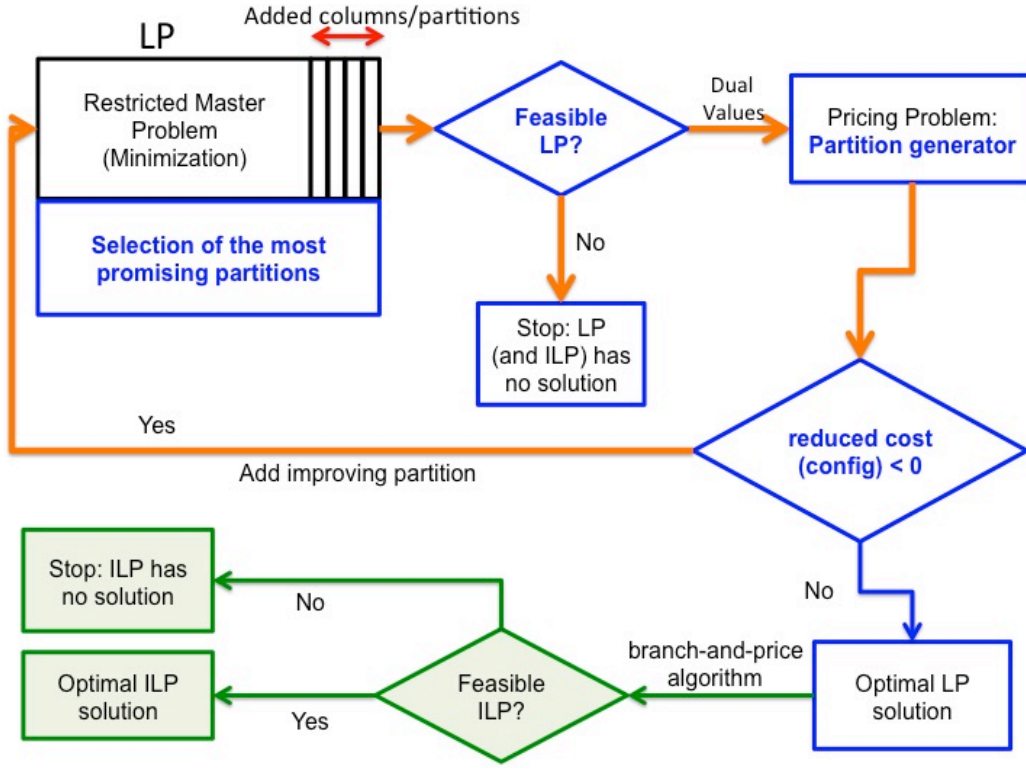 Added columns/partitions
LP
Restricted Master
Problem
(Minimization)
Selection of the most
promising partitions
Feasible
LP?
Dual
Values
Pricing Problem:
Partition generator
No
Stop: LP
(and ILP) has
no solution
Yes
Add improving partition
reduced cost
(config) < 0
Stop: ILP has
no solution
No
No
branch-and-price
algorithm
Optimal ILP
solution
Yes
Feasible
ILP?
Optimal LP
solution